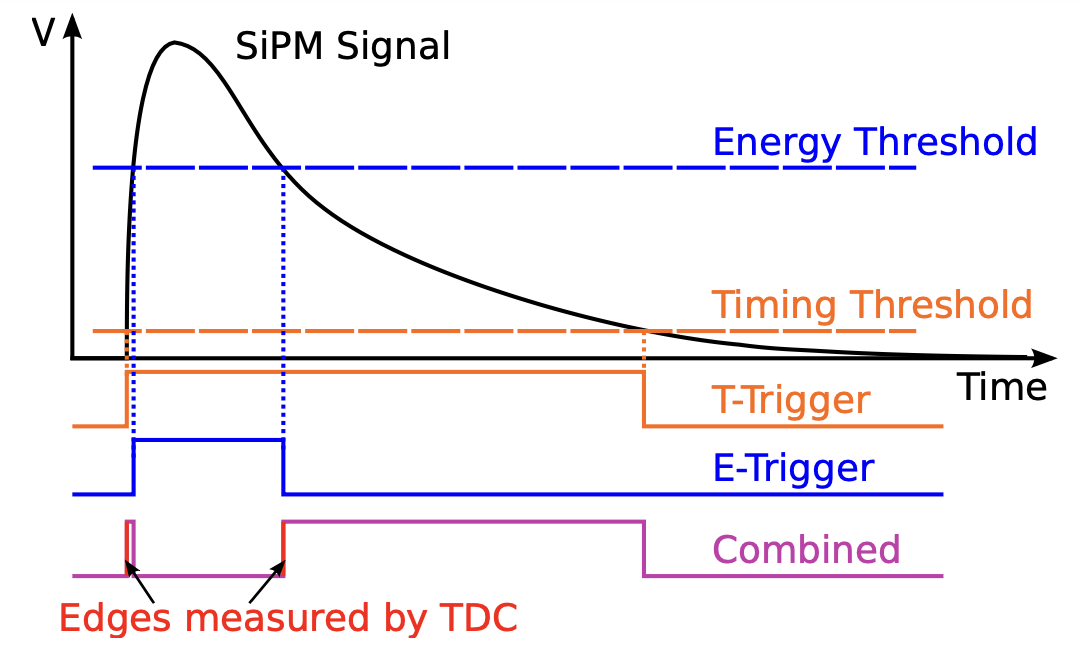 V
SiPM Signal
Energy Threshold
Timing Threshold
Time
T-Trigger
E-Trigger
Combined
Edges measured by TDC